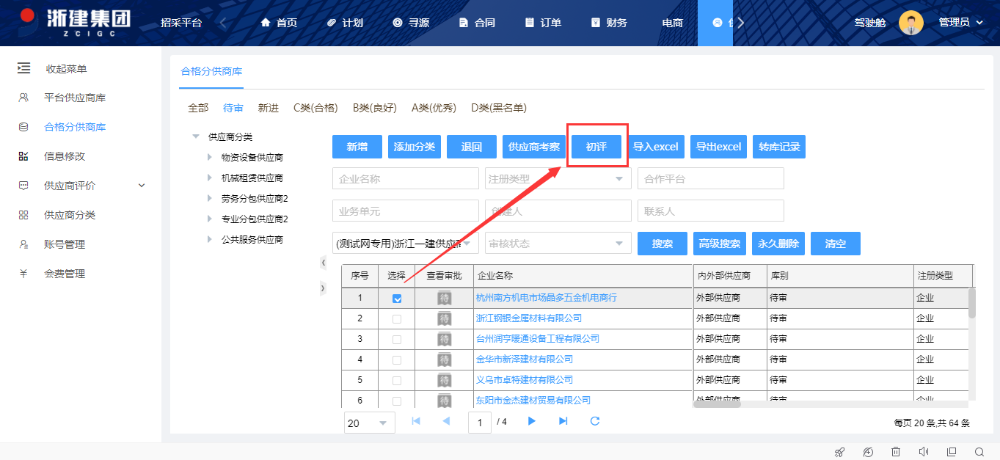 浙建集团
ZCIGC
招采平台 首页 计划 寻源 合同 订单 财务 电商 驾驶舱 管理员
收起菜单
平台供应商库
合格分供商库
信息修改
供应商评价
供应商分类
账号管理
会费管理
合格分供商库
全部 待审 新进 C类(合格) B类(良好) A类(优秀) D类(黑名单)
供应商分类
物资设备供应商
机械租赁供应商
劳务分包供应商2
专业分包供应商2
公共服务供应商
新增 添加分类 退回 供应商考察 初评 导入excel 导出excel 转库记录
企业名称 注册类型 合作平台
业务单元 创建人 联系人
(测试网专用)浙江一建供应商 审核状态 搜索 高级搜索 永久删除 清空
序号 选择 查看审批 企业名称 内外部供应商 库别 注册类型
1 待 杭州南方机电市场晶多五金机电商行 外部供应商 待审 企业
2 待 浙江钢银金属材料有限公司 外部供应商 待审 企业
3 待 台州润亨暖通设备工程有限公司 外部供应商 待审 企业
4 待 金华市新泽建材有限公司 外部供应商 待审 企业
5 待 义乌市卓特建材有限公司 外部供应商 待审 企业
6 待 东阳市金杰建材贸易有限公司 外部供应商 待审 企业
20 1 / 4 每页 20 条,共 64 条